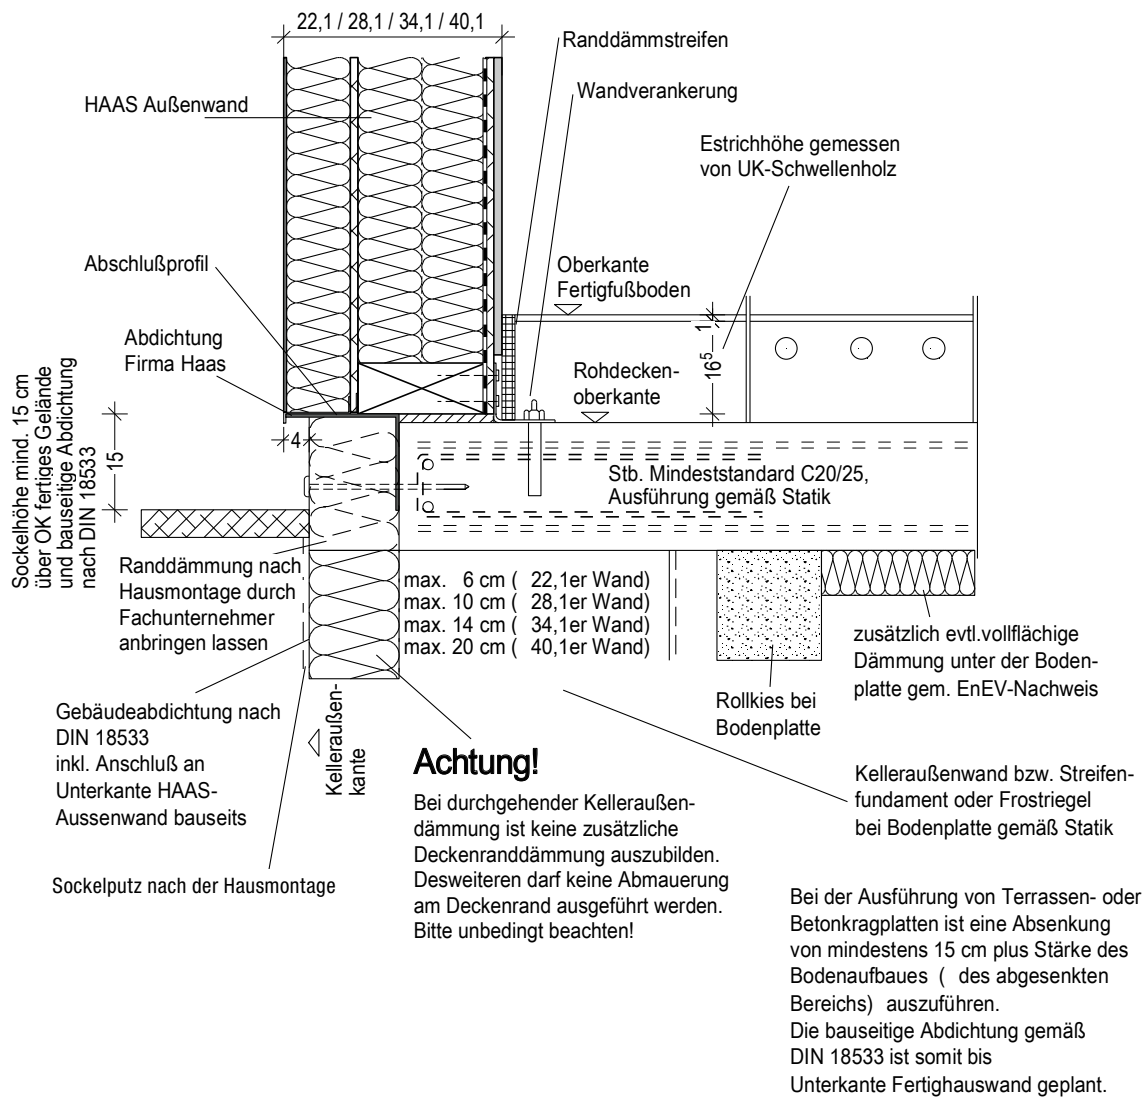 22,1 / 28,1 / 34,1 / 40,1
Randdämmstreifen
Wandverankerung
HAAS Außenwand
Estrichhöhe gemessen
von UK-Schwellenholz
Abschlußprofil
Oberkante
Fertigfußboden
Abdichtung
Firma Haas
1
16⁵
Rohdecken-
oberkante
Sockelhöhe mind. 15 cm
über OK fertiges Gelände
und bauseitige Abdichtung
nach DIN 18533
15
4
Stb. Mindeststandard C20/25,
Ausführung gemäß Statik
Randdämmung nach
Hausmontage durch
Fachunternehmer
anbringen lassen
max. 6 cm ( 22,1er Wand)
max. 10 cm ( 28,1er Wand)
max. 14 cm ( 34,1er Wand)
max. 20 cm ( 40,1er Wand)
zusätzlich evtl.vollflächige
Dämmung unter der Boden-
platte gem. EnEV-Nachweis
Rollkies bei
Bodenplatte
Gebäudeabdichtung nach
DIN 18533
inkl. Anschluß an
Unterkante HAAS-
Aussenwand bauseits
Kelleraußen-
kante
Achtung!
Bei durchgehender Kelleraußen-
dämmung ist keine zusätzliche
Deckenranddämmung auszubilden.
Desweiteren darf keine Abmauerung
am Deckenrand ausgeführt werden.
Bitte unbedingt beachten!
Kelleraußenwand bzw. Streifen-
fundament oder Frostriegel
bei Bodenplatte gemäß Statik
Sockelputz nach der Hausmontage
Bei der Ausführung von Terrassen- oder
Betonkragplatten ist eine Absenkung
von mindestens 15 cm plus Stärke des
Bodenaufbaues ( des abgesenkten
Bereichs) auszuführen.
Die bauseitige Abdichtung gemäß
DIN 18533 ist somit bis
Unterkante Fertighauswand geplant.